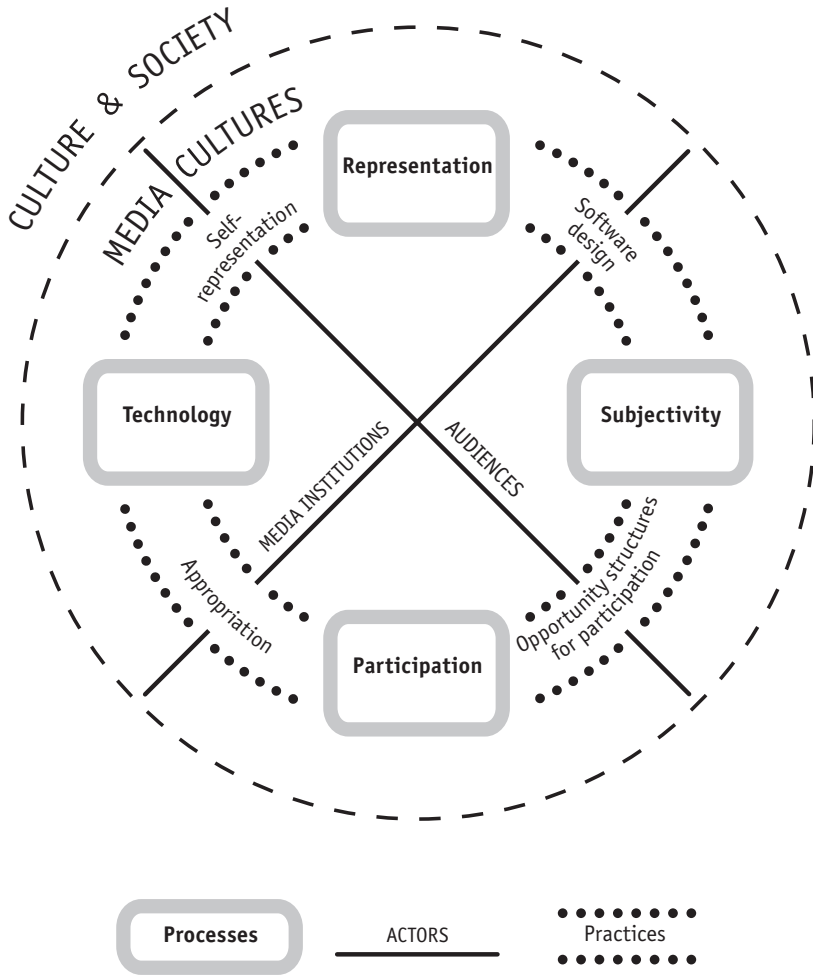 CULTURE & SOCIETY
MEDIA CULTURES
Representation
Self-
representation
Software
design
Technology
Subjectivity
MEDIA INSTITUTIONS
AUDIENCES
Appropriation
Opportunity structures
for participation
Participation
Processes
ACTORS
Practices